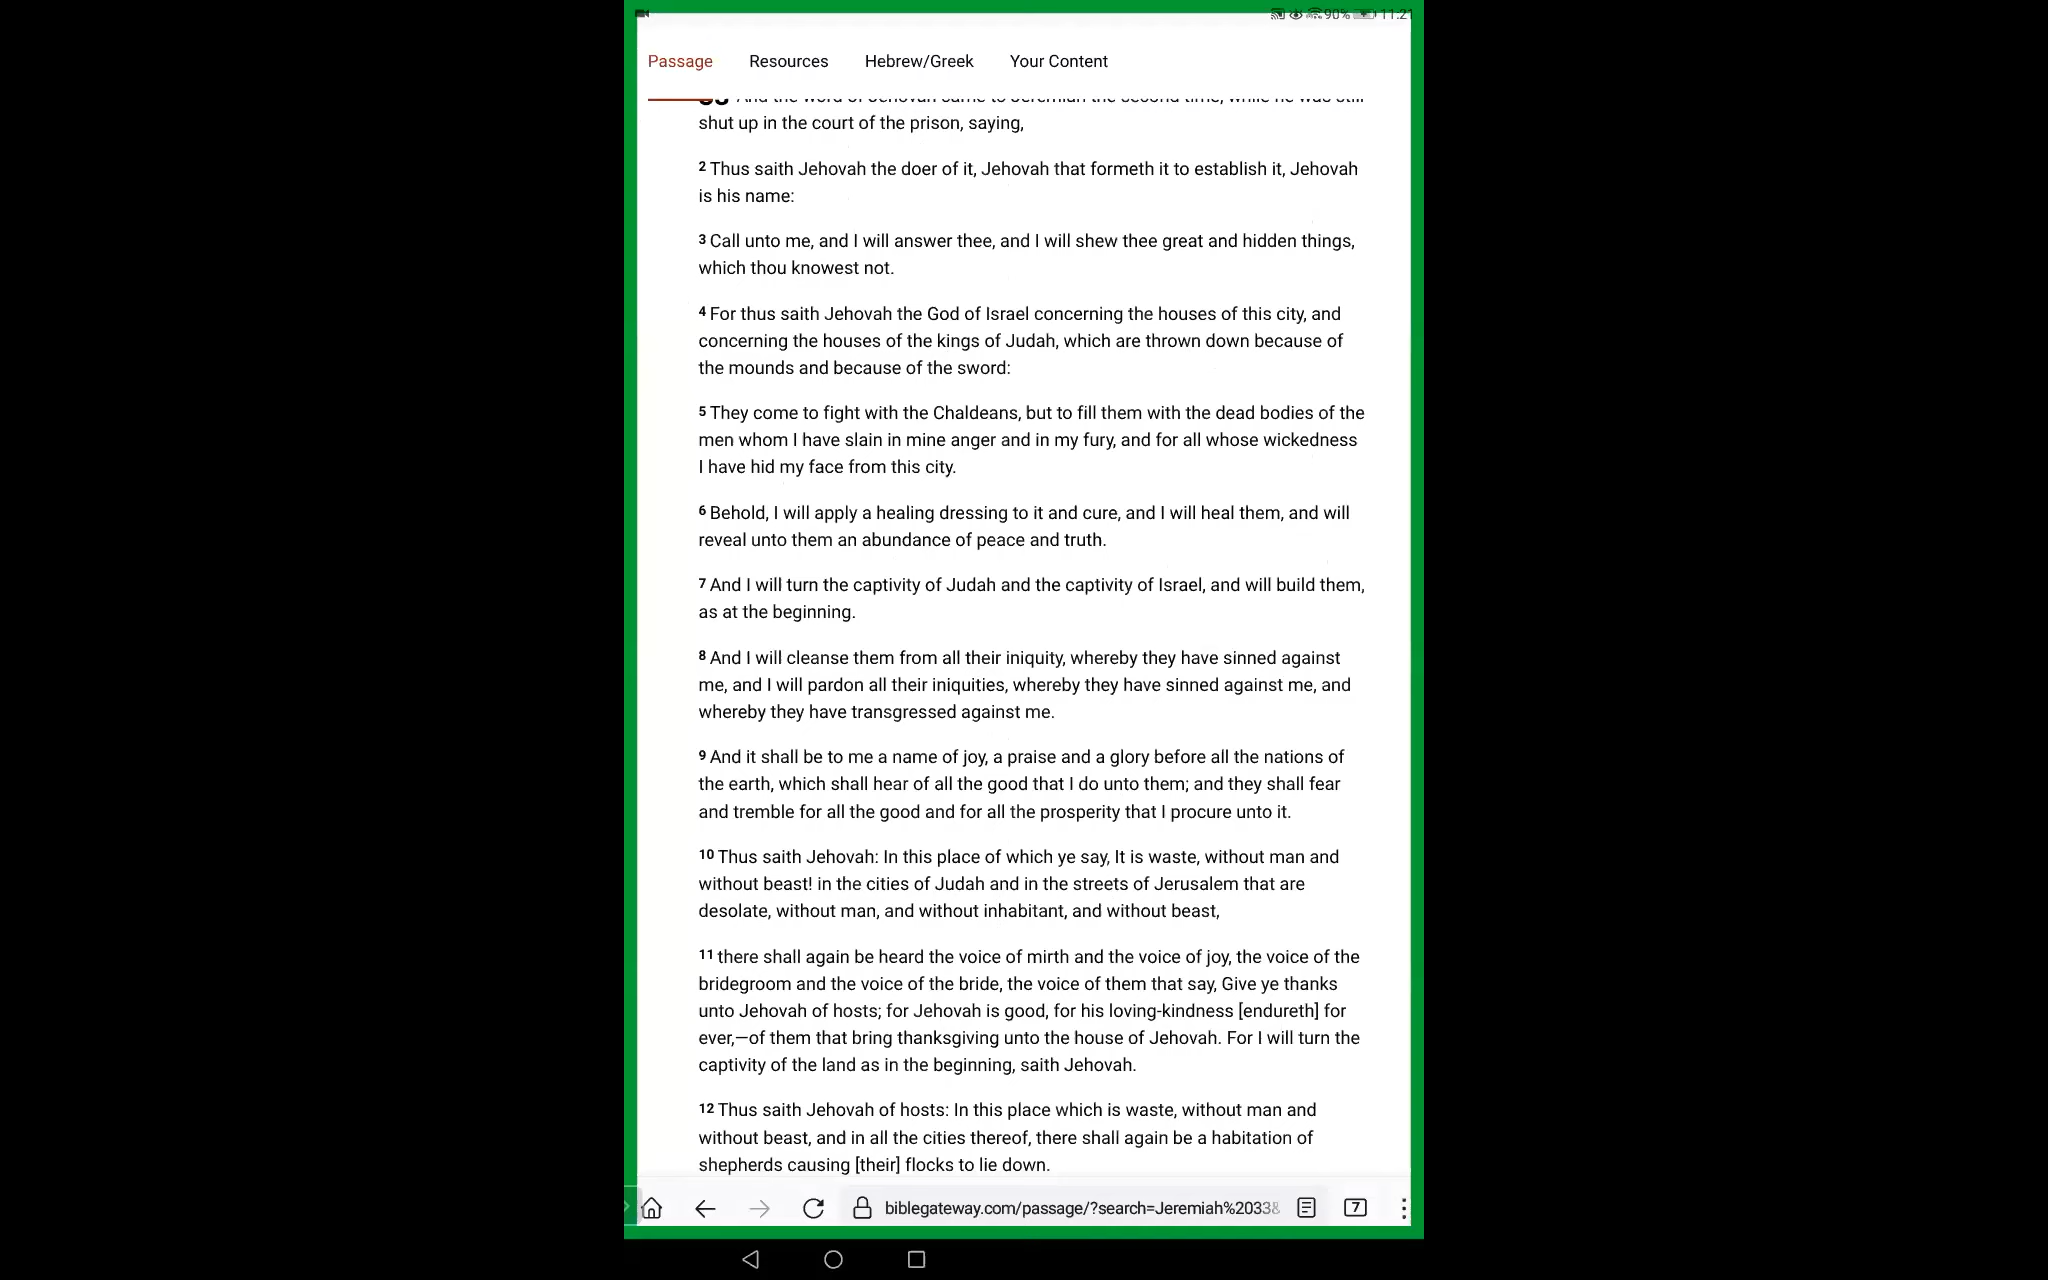 90% 11:21
Passage Resources Hebrew/Greek Your Content
33 And the word of Jehovah came to Jeremiah the second time, while he was still
shut up in the court of the prison, saying,
2 Thus saith Jehovah the doer of it, Jehovah that formeth it to establish it, Jehovah
is his name:
3 Call unto me, and I will answer thee, and I will shew thee great and hidden things,
which thou knowest not.
4 For thus saith Jehovah the God of Israel concerning the houses of this city, and
concerning the houses of the kings of Judah, which are thrown down because of
the mounds and because of the sword:
5 They come to fight with the Chaldeans, but to fill them with the dead bodies of the
men whom I have slain in mine anger and in my fury, and for all whose wickedness
I have hid my face from this city.
6 Behold, I will apply a healing dressing to it and cure, and I will heal them, and will
reveal unto them an abundance of peace and truth.
7 And I will turn the captivity of Judah and the captivity of Israel, and will build them,
as at the beginning.
8 And I will cleanse them from all their iniquity, whereby they have sinned against
me, and I will pardon all their iniquities, whereby they have sinned against me, and
whereby they have transgressed against me.
9 And it shall be to me a name of joy, a praise and a glory before all the nations of
the earth, which shall hear of all the good that I do unto them; and they shall fear
and tremble for all the good and for all the prosperity that I procure unto it.
10 Thus saith Jehovah: In this place of which ye say, It is waste, without man and
without beast! in the cities of Judah and in the streets of Jerusalem that are
desolate, without man, and without inhabitant, and without beast,
11 there shall again be heard the voice of mirth and the voice of joy, the voice of the
bridegroom and the voice of the bride, the voice of them that say, Give ye thanks
unto Jehovah of hosts; for Jehovah is good, for his loving-kindness [endureth] for
ever,—of them that bring thanksgiving unto the house of Jehovah. For I will turn the
captivity of the land as in the beginning, saith Jehovah.
12 Thus saith Jehovah of hosts: In this place which is waste, without man and
without beast, and in all the cities thereof, there shall again be a habitation of
shepherds causing [their] flocks to lie down.
biblegateway.com/passage/?search=Jeremiah%2033& 7